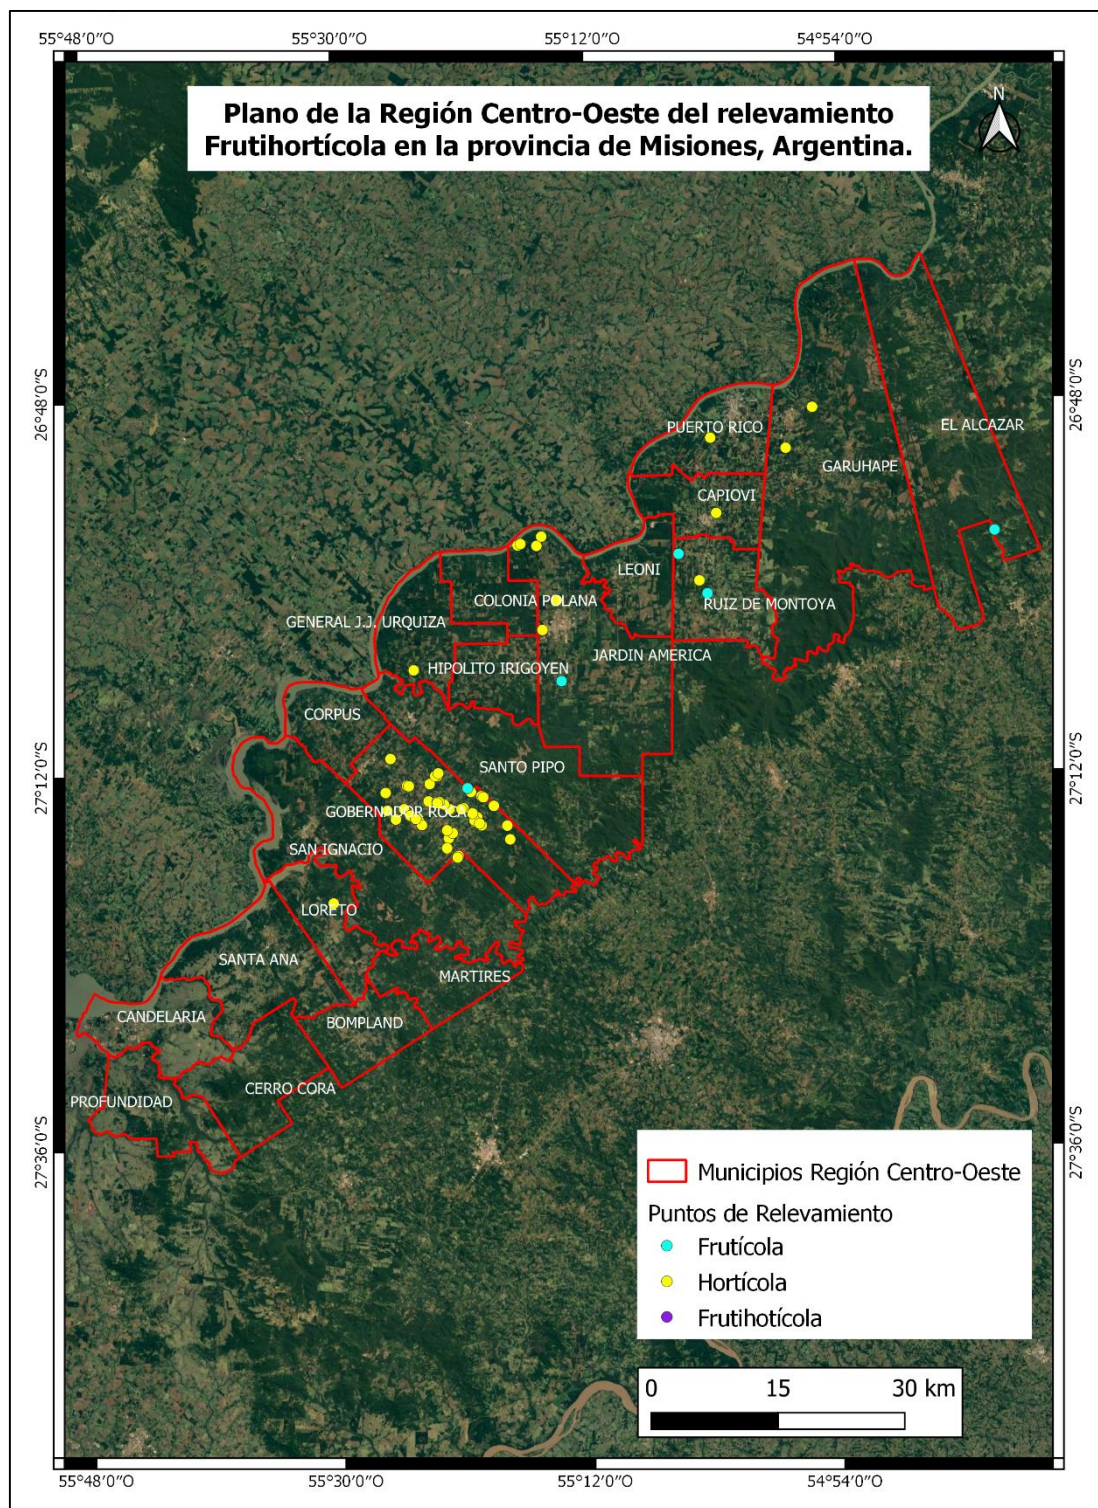 55°48'0"O 55°30'0"O 55°12'0"O 54°54'0"O
Plano de la Región Centro-Oeste del relevamiento
Frutihortícola en la provincia de Misiones, Argentina.
N
26°48'0"S
26°48'0"S
PUERTO RICO
EL ALCAZAR
GARUHAPE
CAPIOVI
LEONI
COLONIA POLANA
RUIZ DE MONTOYA
GENERAL J.J. URQUIZA
JARDIN AMERICA
HIPOLITO IRIGOYEN
CORPUS
27°12'0"S
27°12'0"S
SANTO PIPO
GOBERNADOR ROCA
SAN IGNACIO
LORETO
SANTA ANA
MARTIRES
CANDELARIA
BOMPLAND
CERRO CORA
PROFUNDIDAD
27°36'0"S
27°36'0"S
Municipios Región Centro-Oeste
Puntos de Relevamiento
Frutícola
Hortícola
Frutihotícola
0 15 30 km
55°48'0"O 55°30'0"O 55°12'0"O 54°54'0"O